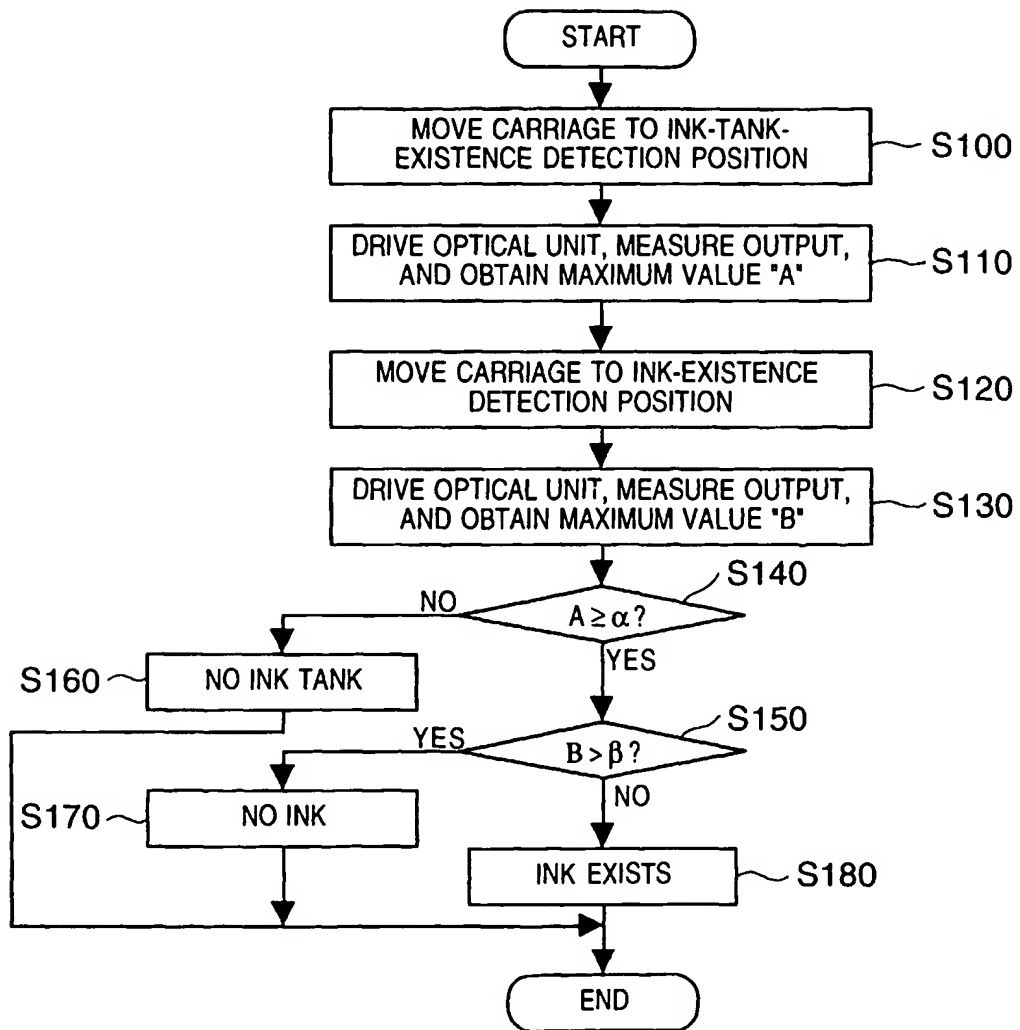 START
MOVE CARRIAGE TO INK-TANK-
EXISTENCE DETECTION POSITION
S100
DRIVE OPTICAL UNIT, MEASURE OUTPUT,
AND OBTAIN MAXIMUM VALUE "A"
S110
MOVE CARRIAGE TO INK-EXISTENCE
DETECTION POSITION
S120
DRIVE OPTICAL UNIT, MEASURE OUTPUT,
AND OBTAIN MAXIMUM VALUE "B"
S130
S140
NO
A ≥ α ?
YES
S160
NO INK TANK
S150
YES
B > β ?
NO
S170
NO INK
INK EXISTS
S180
END